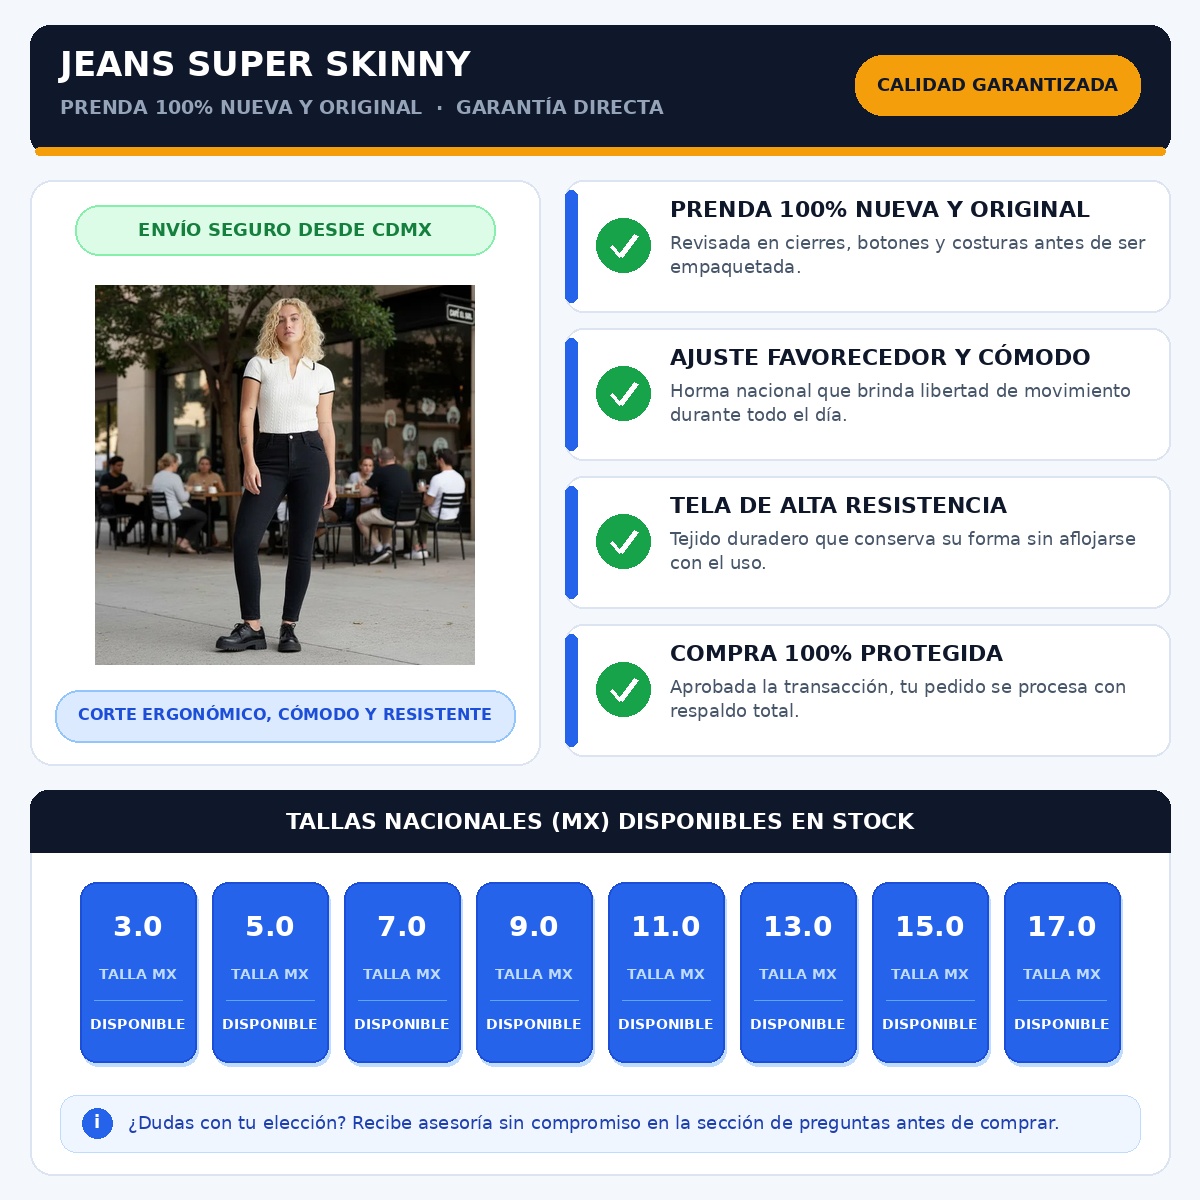 JEANS SUPER SKINNY
PRENDA 100% NUEVA Y ORIGINAL · GARANTÍA DIRECTA
CALIDAD GARANTIZADA
ENVÍO SEGURO DESDE CDMX
CORTE ERGONÓMICO, CÓMODO Y RESISTENTE
PRENDA 100% NUEVA Y ORIGINAL
Revisada en cierres, botones y costuras antes de ser
empaquetada.
AJUSTE FAVORECEDOR Y CÓMODO
Horma nacional que brinda libertad de movimiento
durante todo el día.
TELA DE ALTA RESISTENCIA
Tejido duradero que conserva su forma sin aflojarse
con el uso.
COMPRA 100% PROTEGIDA
Aprobada la transacción, tu pedido se procesa con
respaldo total.
TALLAS NACIONALES (MX) DISPONIBLES EN STOCK
3.0 5.0 7.0 9.0 11.0 13.0 15.0 17.0
TALLA MX TALLA MX TALLA MX TALLA MX TALLA MX TALLA MX TALLA MX TALLA MX
DISPONIBLE DISPONIBLE DISPONIBLE DISPONIBLE DISPONIBLE DISPONIBLE DISPONIBLE DISPONIBLE
i ¿Dudas con tu elección? Recibe asesoría sin compromiso en la sección de preguntas antes de comprar.